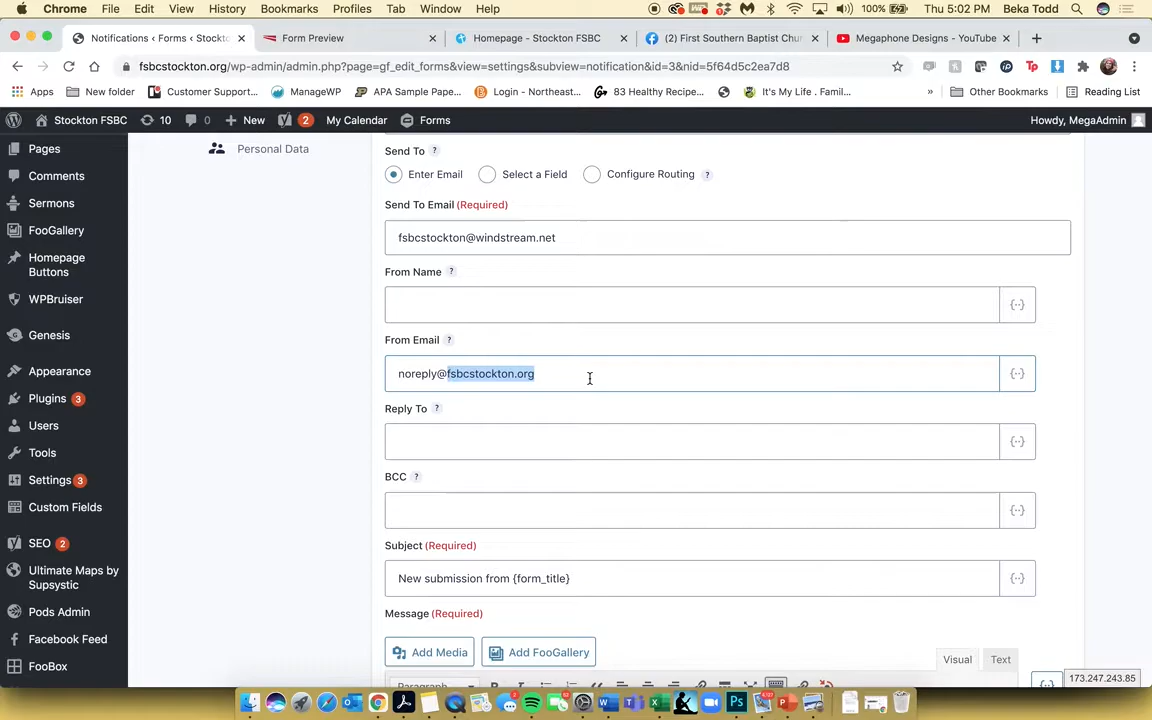 Chrome File Edit View History Bookmarks Profiles Tab Window Help 100% Thu 5:02 PM Beka Todd
Notifications ‹ Forms ‹ Stockto Form Preview Homepage - Stockton FSBC (2) First Southern Baptist Chur Megaphone Designs - YouTube
fsbcstockton.org/wp-admin/admin.php?page=gf_edit_forms&view=settings&subview=notification&id=3&nid=5f64d5c2ea7d8
Apps New folder Customer Support... ManageWP APA Sample Pape... Login - Northeast... 83 Healthy Recipe... It's My Life . Fami... » Other Bookmarks Reading List
Stockton FSBC 10 0 New 2 My Calendar Forms Howdy, MegaAdmin
Pages
Comments
Sermons
FooGallery
Homepage
Buttons
WPBruiser
Genesis
Appearance
Plugins 3
Users
Tools
Settings 3
Custom Fields
SEO 2
Ultimate Maps by
Supsystic
Pods Admin
Facebook Feed
FooBox
Personal Data
Send To ?
Enter Email Select a Field Configure Routing ?
Send To Email (Required)
fsbcstockton@windstream.net
From Name ?
From Email ?
noreply@fsbcstockton.org
Reply To ?
BCC ?
Subject (Required)
New submission from {form_title}
Message (Required)
Add Media Add FooGallery
Visual Text
Paragraph
173.247.243.85